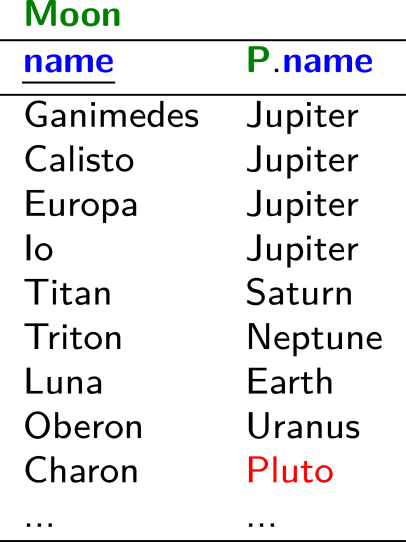 Moon
name P.name
Ganimedes Jupiter
Calisto Jupiter
Europa Jupiter
Io Jupiter
Titan Saturn
Triton Neptune
Luna Earth
Oberon Uranus
Charon Pluto
... ...